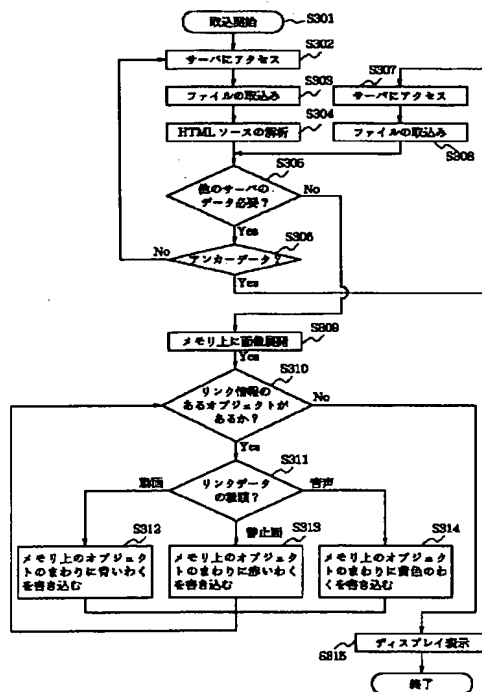 取込開始
S301
サーバにアクセス
S302
ファイルの取込み
S303
HTMLソースの解析
S304
サーバにアクセス
S307
ファイルの取込み
S308
他のサーバの
データ必要?
S305
No
Yes
アンカーデータ?
S306
No
Yes
メモリ上に画像展開
S309
Yes
リンク情報の
あるオブジェクトが
あるか?
S310
No
Yes
リンクデータ
の種類?
S311
動画
静止画
音声
S312
メモリ上のオブジェク
トのまわりに青いわく
を書き込む
S313
メモリ上のオブジェク
トのまわりに赤いわく
を書き込む
S314
メモリ上のオブジェク
トのまわりに黄色のわ
くを書き込む
ディスプレイ表示
S315
終了